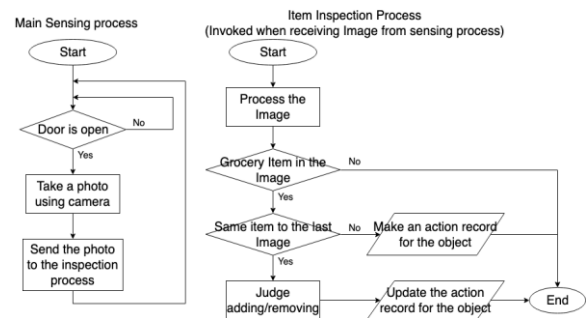 Main Sensing process
Start
Door is open
No
Yes
Take a photo
using camera
Send the photo
to the inspection
process
Item Inspection Process
(Invoked when receiving Image from sensing process)
Start
Process the
Image
Grocery Item in the
Image
No
Yes
Same item to the last
Image
No
Make an action record
for the object
Yes
Judge
adding/removing
Update the action
record for the object
End